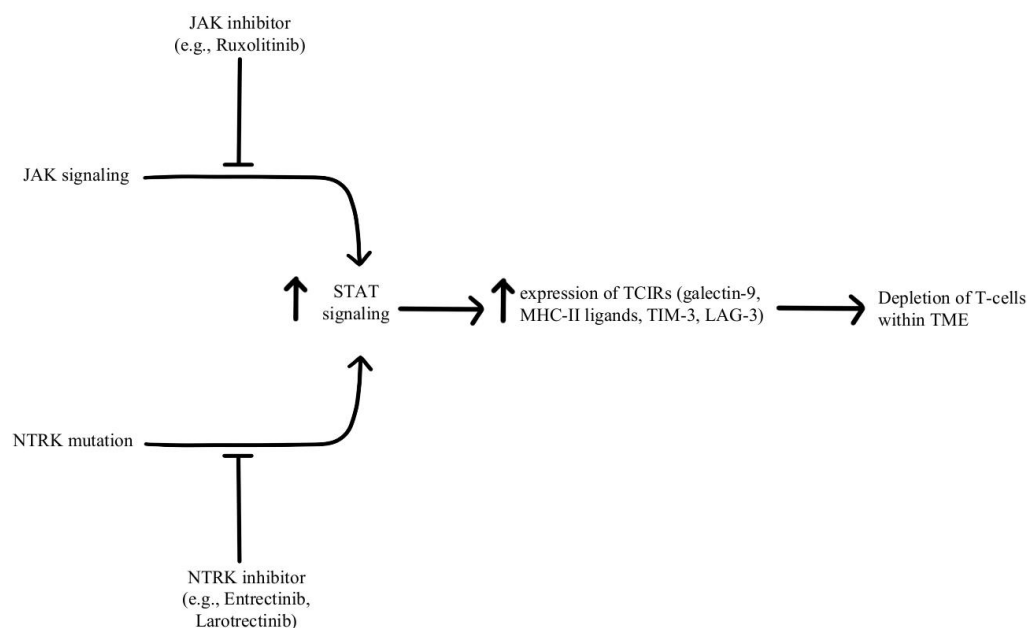 JAK inhibitor
(e.g., Ruxolitinib)
JAK signaling
STAT
signaling
expression of TCIRs (galectin-9,
MHC-II ligands, TIM-3, LAG-3)
Depletion of T-cells
within TME
NTRK mutation
NTRK inhibitor
(e.g., Entrectinib,
Larotrectinib)